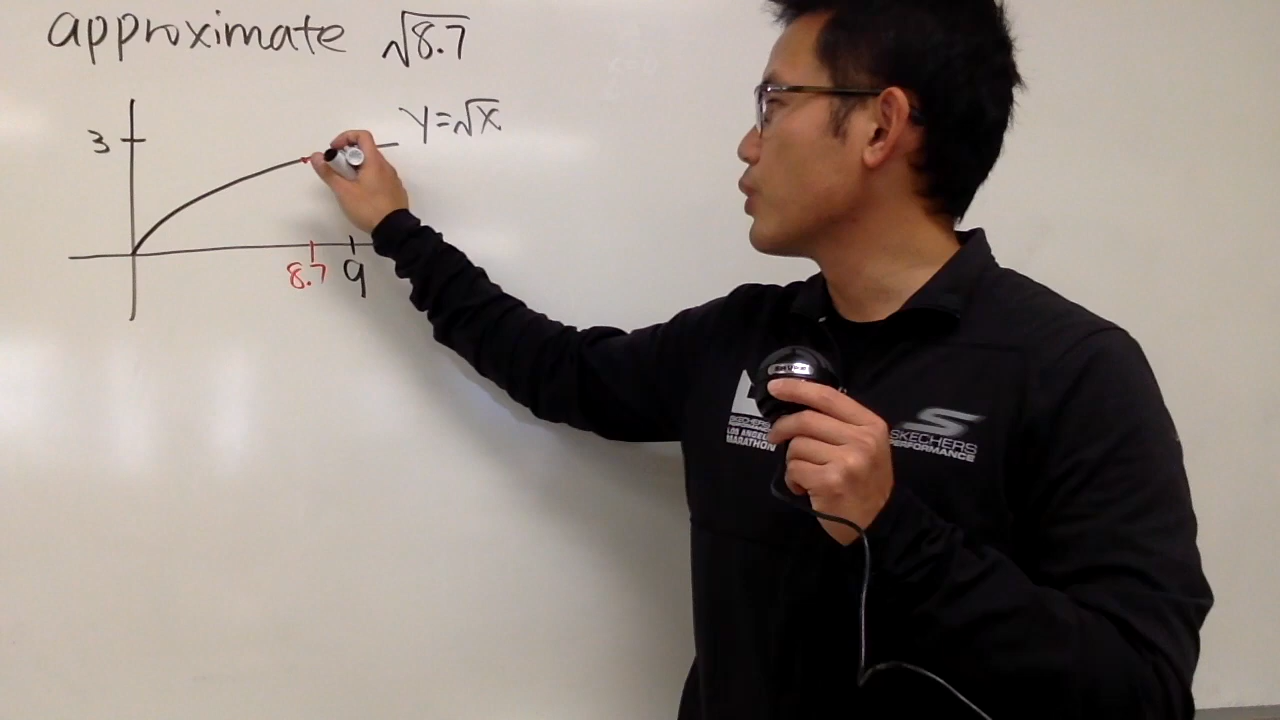 approximate √8.7
y=√x
3
8.7 9
SKECHERS
LOS ANGELES
MARATHON
SKECHERS
PERFORMANCE